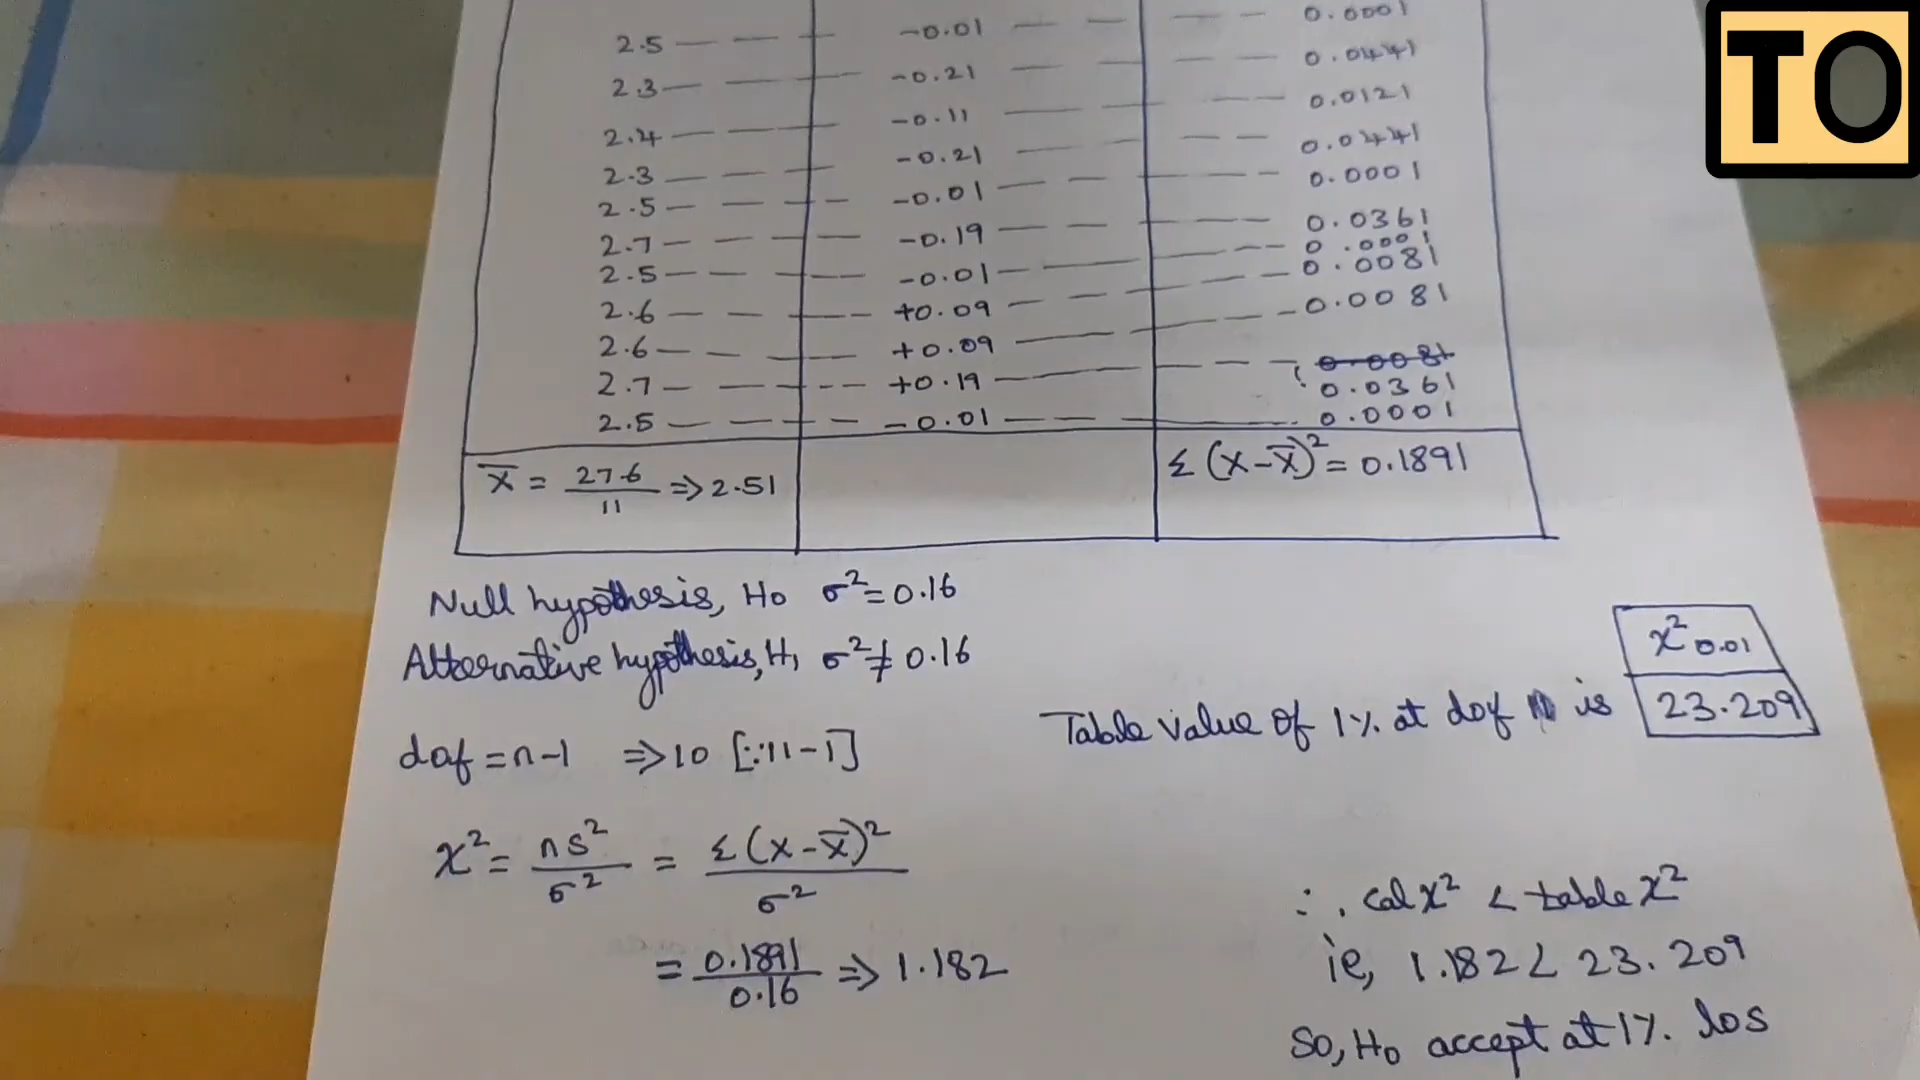 TO
2.5 -0.01 0.0001
2.3 -0.21 0.0441
2.4 -0.11 0.0121
2.3 -0.21 0.0441
2.5 -0.01 0.0001
2.7 -0.19 0.0361
2.5 -0.01 0.0001
2.6 +0.09 0.0081
2.6 +0.09 0.0081
0.0081
2.7 +0.19 0.0361
2.5 -0.01 0.0001
x̄ = 27.6/11 ⇒ 2.51 Σ(x-x̄)² = 0.1891
Null hypothesis, H0 σ² = 0.16
Alternative hypothesis, H1 σ² ≠ 0.16
dof = n-1 ⇒ 10 [∵ 11-1]
χ² = ns²/σ² = Σ(x-x̄)²/σ²
= 0.1891/0.16 ⇒ 1.182
χ² 0.01
Table value of 1% at dof is 23.209
∴ cal χ² < table χ²
ie, 1.182 < 23.209
So, H0 accept at 1% los